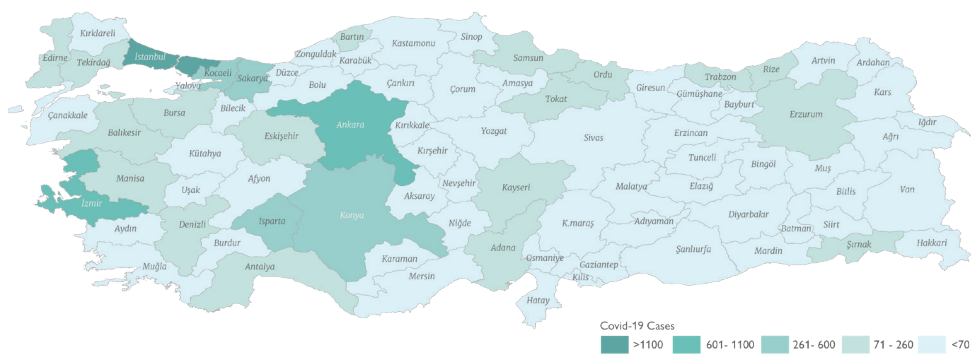 Kırklareli
Edirne
Tekirdağ
İstanbul
Kocaeli
Sakarya
Yalova
Düzce
Zonguldak
Bartın
Karabük
Kastamonu
Sinop
Samsun
Ordu
Giresun
Trabzon
Rize
Artvin
Ardahan
Kars
Iğdır
Çanakkale
Balıkesir
Bursa
Bilecik
Bolu
Çankırı
Çorum
Amasya
Tokat
Gümüşhane
Bayburt
Erzurum
Ağrı
Kütahya
Eskişehir
Ankara
Kırıkkale
Yozgat
Sivas
Erzincan
Tunceli
Bingöl
Muş
Bitlis
Van
İzmir
Manisa
Uşak
Afyon
Kırşehir
Nevşehir
Aksaray
Kayseri
Malatya
Elazığ
Diyarbakır
Batman
Siirt
Şırnak
Hakkari
Aydın
Denizli
Isparta
Konya
Niğde
K.maraş
Adıyaman
Şanlıurfa
Mardin
Muğla
Burdur
Antalya
Karaman
Mersin
Adana
Osmaniye
Gaziantep
Kilis
Hatay
Covid-19 Cases
>1100 601- 1100 261- 600 71 - 260 <70